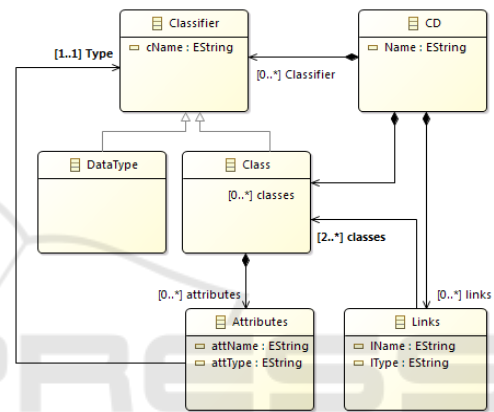 Classifier
cName : EString
CD
Name : EString
[1..1] Type
[0..*] Classifier
DataType
Class
[0..*] classes
[2..*] classes
[0..*] attributes
[0..*] links
Attributes
attName : EString
attType : EString
Links
lName : EString
lType : EString
PRESS